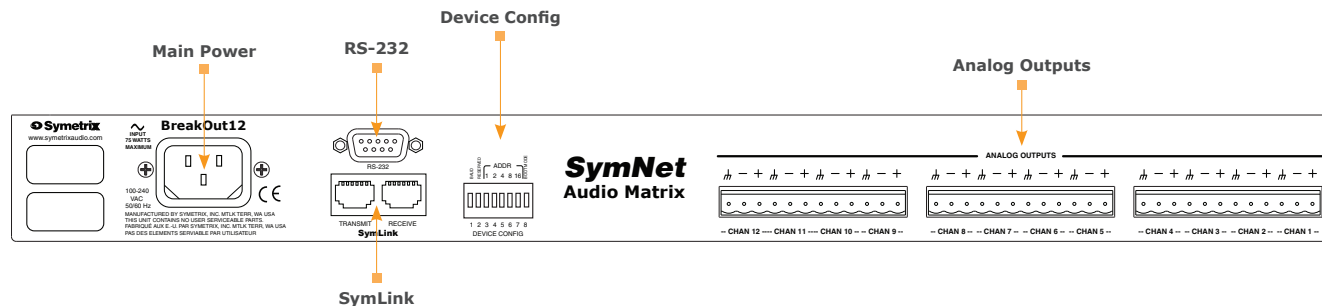 Device Config
Main Power
RS-232
Analog Outputs
Symetrix
www.symetrixaudio.com
INPUT
75 WATTS
MAXIMUM
BreakOut12
100-240
VAC
50/60 Hz
CE
MANUFACTURED BY SYMETRIX, INC. MTLK TERR, WA USA
THIS UNIT CONTAINS NO USER SERVICEABLE PARTS.
FABRIQUÉ AUX E.-U. PAR SYMETRIX, INC. MTLK TERR, WA USA
PAS DES ELEMENTS SERVIABLE PAR UTILISATEUR
RS-232
TRANSMIT RECEIVE
SymLink
BAUD
RESERVED
ADDR
1 2 4 8 16
BOOT MODE
1 2 3 4 5 6 7 8
DEVICE CONFIG
SymNet
Audio Matrix
ANALOG OUTPUTS
– + – + – + – +
– + – + – + – +
– + – + – + – +
-- CHAN 12 ---- CHAN 11 ---- CHAN 10 -- -- CHAN 9 --
-- CHAN 8 -- -- CHAN 7 -- -- CHAN 6 -- -- CHAN 5 --
-- CHAN 4 -- -- CHAN 3 -- -- CHAN 2 -- -- CHAN 1 --
SymLink